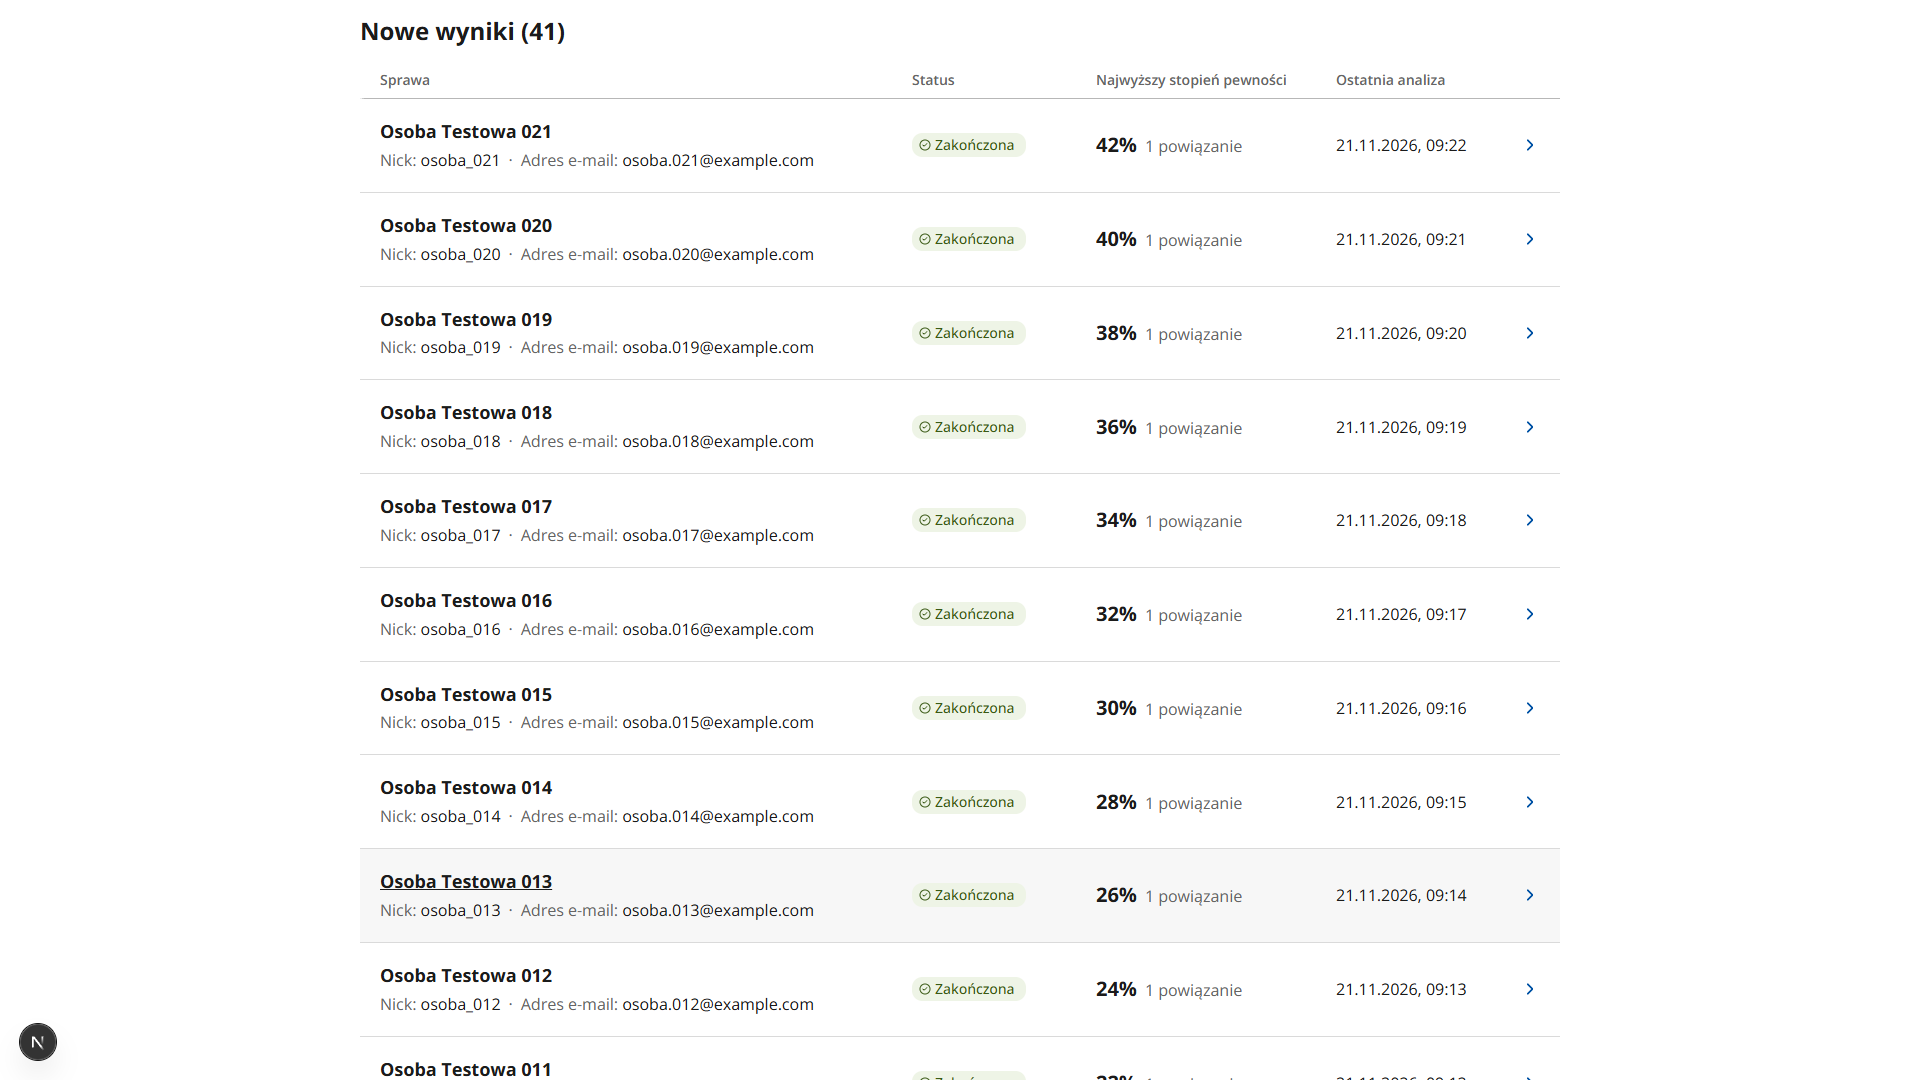 Nowe wyniki (41)
Sprawa Status Najwyższy stopień pewności Ostatnia analiza
Osoba Testowa 021
Nick: osoba_021 · Adres e-mail: osoba.021@example.com
Zakończona 42% 1 powiązanie 21.11.2026, 09:22
Osoba Testowa 020
Nick: osoba_020 · Adres e-mail: osoba.020@example.com
Zakończona 40% 1 powiązanie 21.11.2026, 09:21
Osoba Testowa 019
Nick: osoba_019 · Adres e-mail: osoba.019@example.com
Zakończona 38% 1 powiązanie 21.11.2026, 09:20
Osoba Testowa 018
Nick: osoba_018 · Adres e-mail: osoba.018@example.com
Zakończona 36% 1 powiązanie 21.11.2026, 09:19
Osoba Testowa 017
Nick: osoba_017 · Adres e-mail: osoba.017@example.com
Zakończona 34% 1 powiązanie 21.11.2026, 09:18
Osoba Testowa 016
Nick: osoba_016 · Adres e-mail: osoba.016@example.com
Zakończona 32% 1 powiązanie 21.11.2026, 09:17
Osoba Testowa 015
Nick: osoba_015 · Adres e-mail: osoba.015@example.com
Zakończona 30% 1 powiązanie 21.11.2026, 09:16
Osoba Testowa 014
Nick: osoba_014 · Adres e-mail: osoba.014@example.com
Zakończona 28% 1 powiązanie 21.11.2026, 09:15
Osoba Testowa 013
Nick: osoba_013 · Adres e-mail: osoba.013@example.com
Zakończona 26% 1 powiązanie 21.11.2026, 09:14
Osoba Testowa 012
Nick: osoba_012 · Adres e-mail: osoba.012@example.com
Zakończona 24% 1 powiązanie 21.11.2026, 09:13
Osoba Testowa 011
N